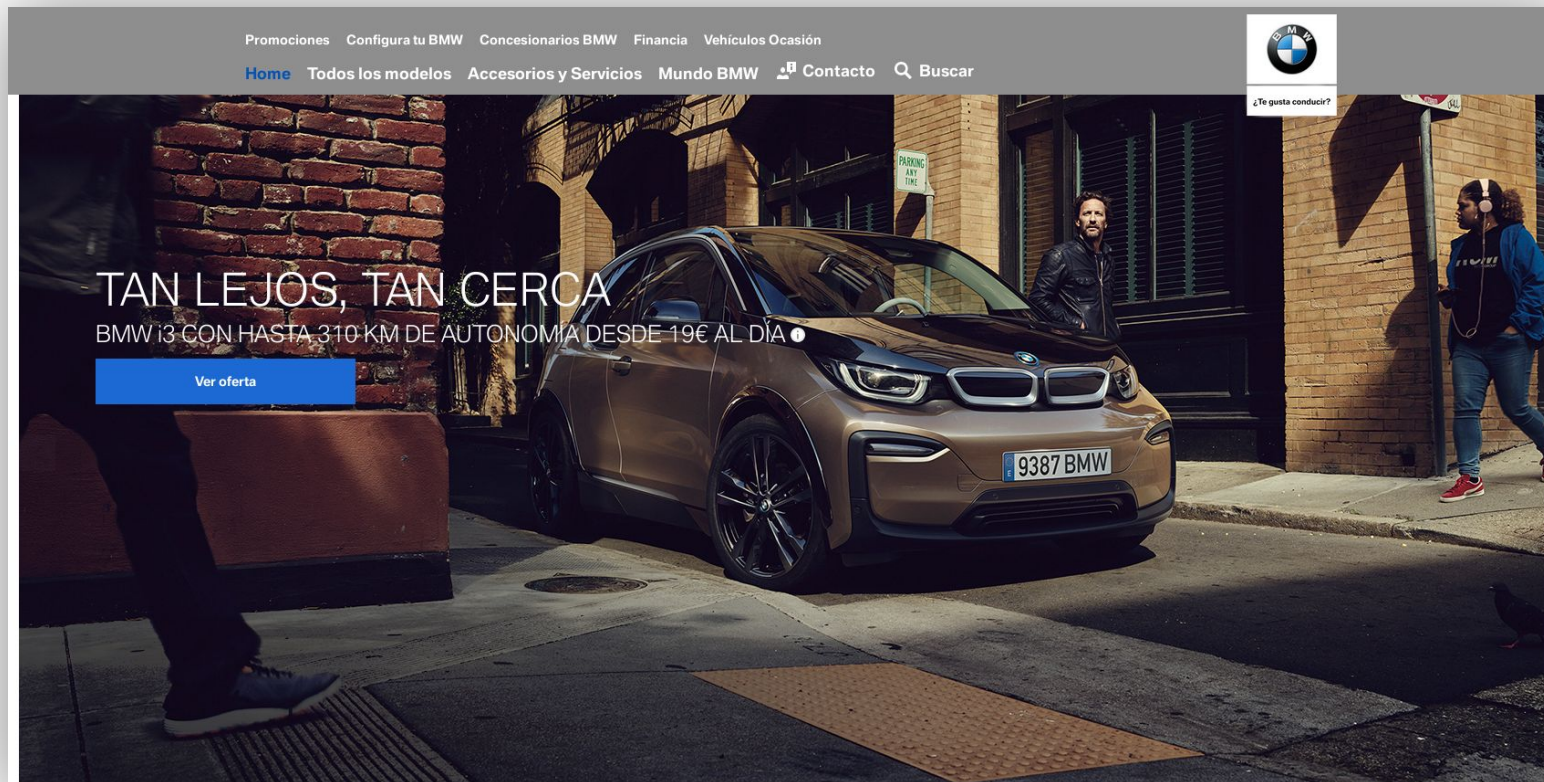 Promociones Configura tu BMW Concesionarios BMW Financia Vehículos Ocasión
Home Todos los modelos Accesorios y Servicios Mundo BMW Contacto Buscar
BMW
¿Te gusta conducir?
PARKING
ANY
TIME
TAN LEJOS, TAN CERCA
BMW i3 CON HASTA 310 KM DE AUTONOMÍA DESDE 19€ AL DÍA
Ver oferta
E 9387 BMW